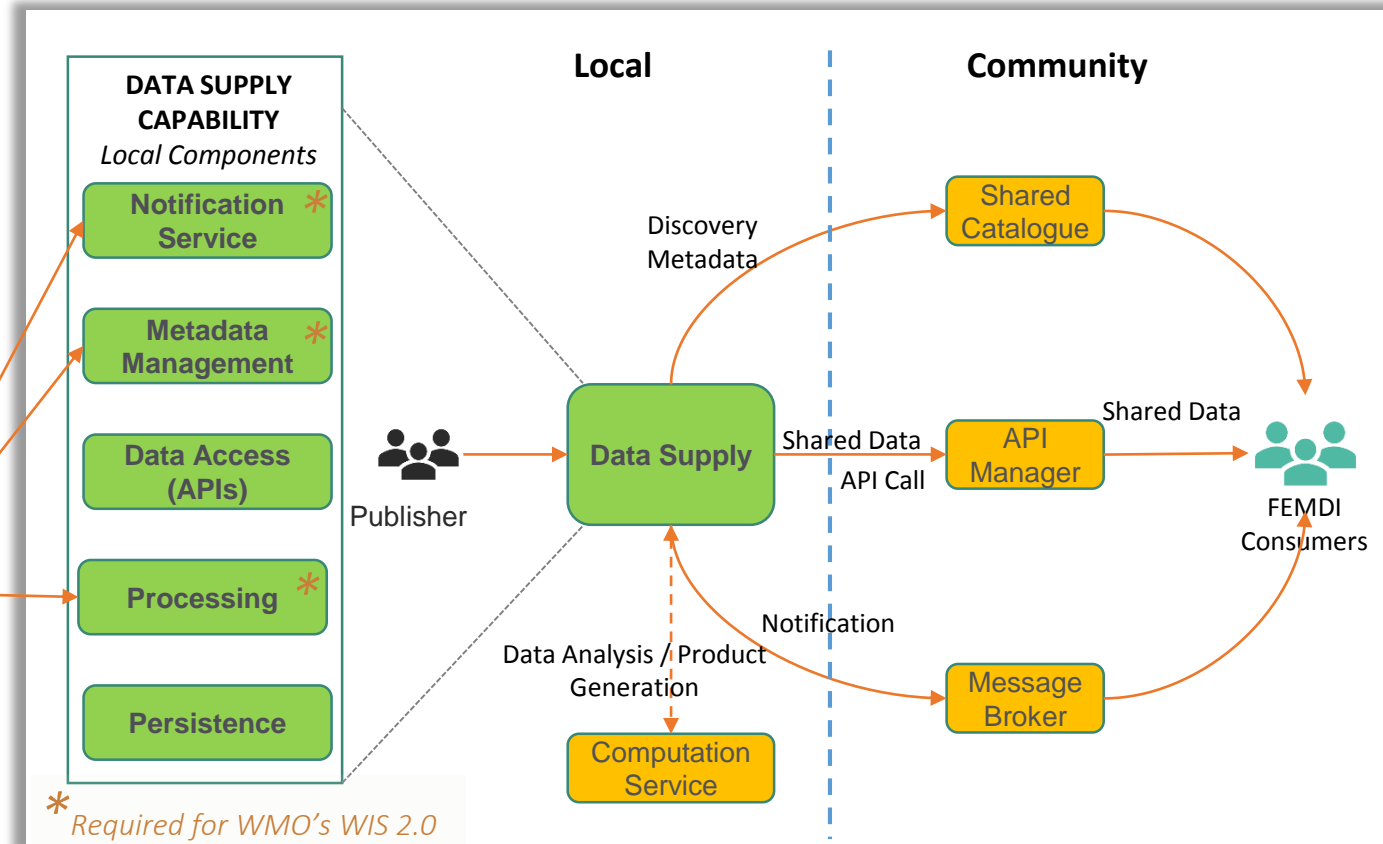 DATA SUPPLY
CAPABILITY
Local Components
Notification
Service
*
Metadata
Management
*
Data Access
(APIs)
Processing
*
Persistence
*
Required for WMO's WIS 2.0
Publisher
Local
Community
Discovery
Metadata
Shared
Catalogue
Data Supply
Shared Data
API Call
API
Manager
Shared Data
FEMDI
Consumers
Notification
Data Analysis / Product
Generation
Message
Broker
Computation
Service